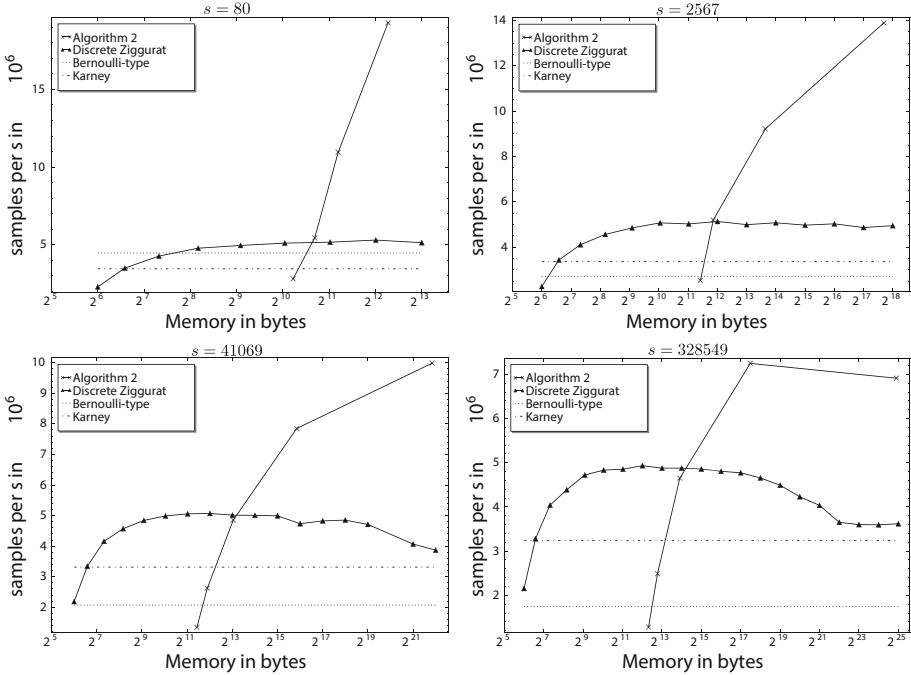 s = 80
samples per s in 10^6
15
10
5
Algorithm 2
Discrete Ziggurat
Bernoulli-type
Karney
2^5 2^6 2^7 2^8 2^9 2^10 2^11 2^12 2^13
Memory in bytes
s = 2567
samples per s in 10^6
14
12
10
8
6
4
Algorithm 2
Discrete Ziggurat
Bernoulli-type
Karney
2^5 2^6 2^7 2^8 2^9 2^10 2^11 2^12 2^13 2^14 2^15 2^16 2^17 2^18
Memory in bytes
s = 41069
samples per s in 10^6
10
9
8
7
6
5
4
3
2
Algorithm 2
Discrete Ziggurat
Bernoulli-type
Karney
2^5 2^7 2^9 2^11 2^13 2^15 2^17 2^19 2^21
Memory in bytes
s = 328549
samples per s in 10^6
7
6
5
4
3
2
Algorithm 2
Discrete Ziggurat
Bernoulli-type
Karney
2^5 2^7 2^9 2^11 2^13 2^15 2^17 2^19 2^21 2^23 2^25
Memory in bytes